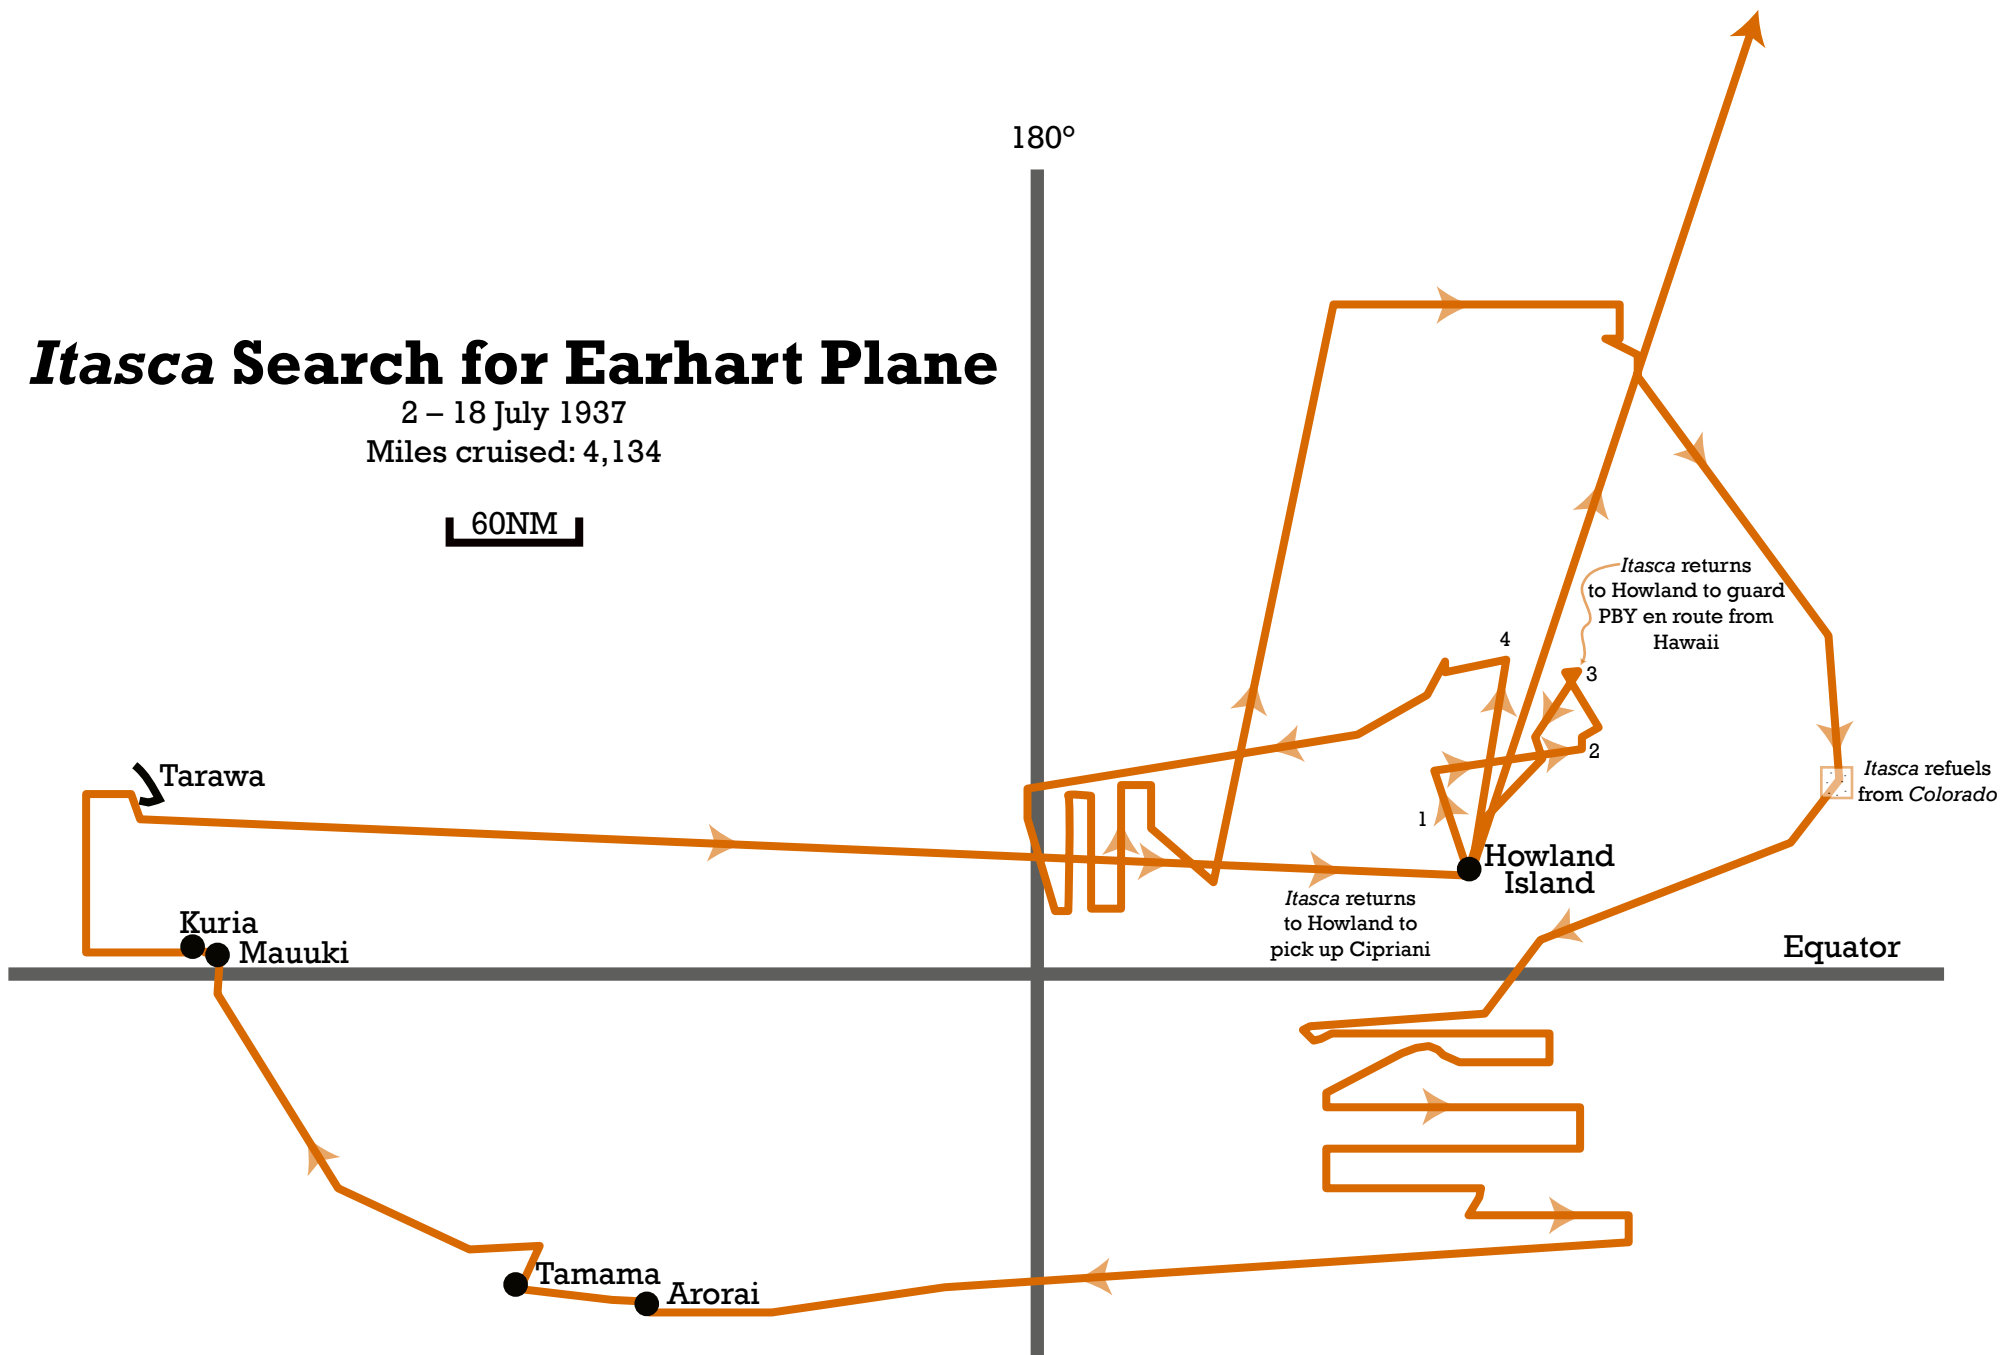 180°
Itasca Search for Earhart Plane
2 – 18 July 1937
Miles cruised: 4,134
60NM
Itasca returns
to Howland to guard
PBY en route from
Hawaii
4
3
2
1
Tarawa
Itasca refuels
from Colorado
Howland
Island
Itasca returns
to Howland to
pick up Cipriani
Kuria
Mauuki
Equator
Tamama
Arorai